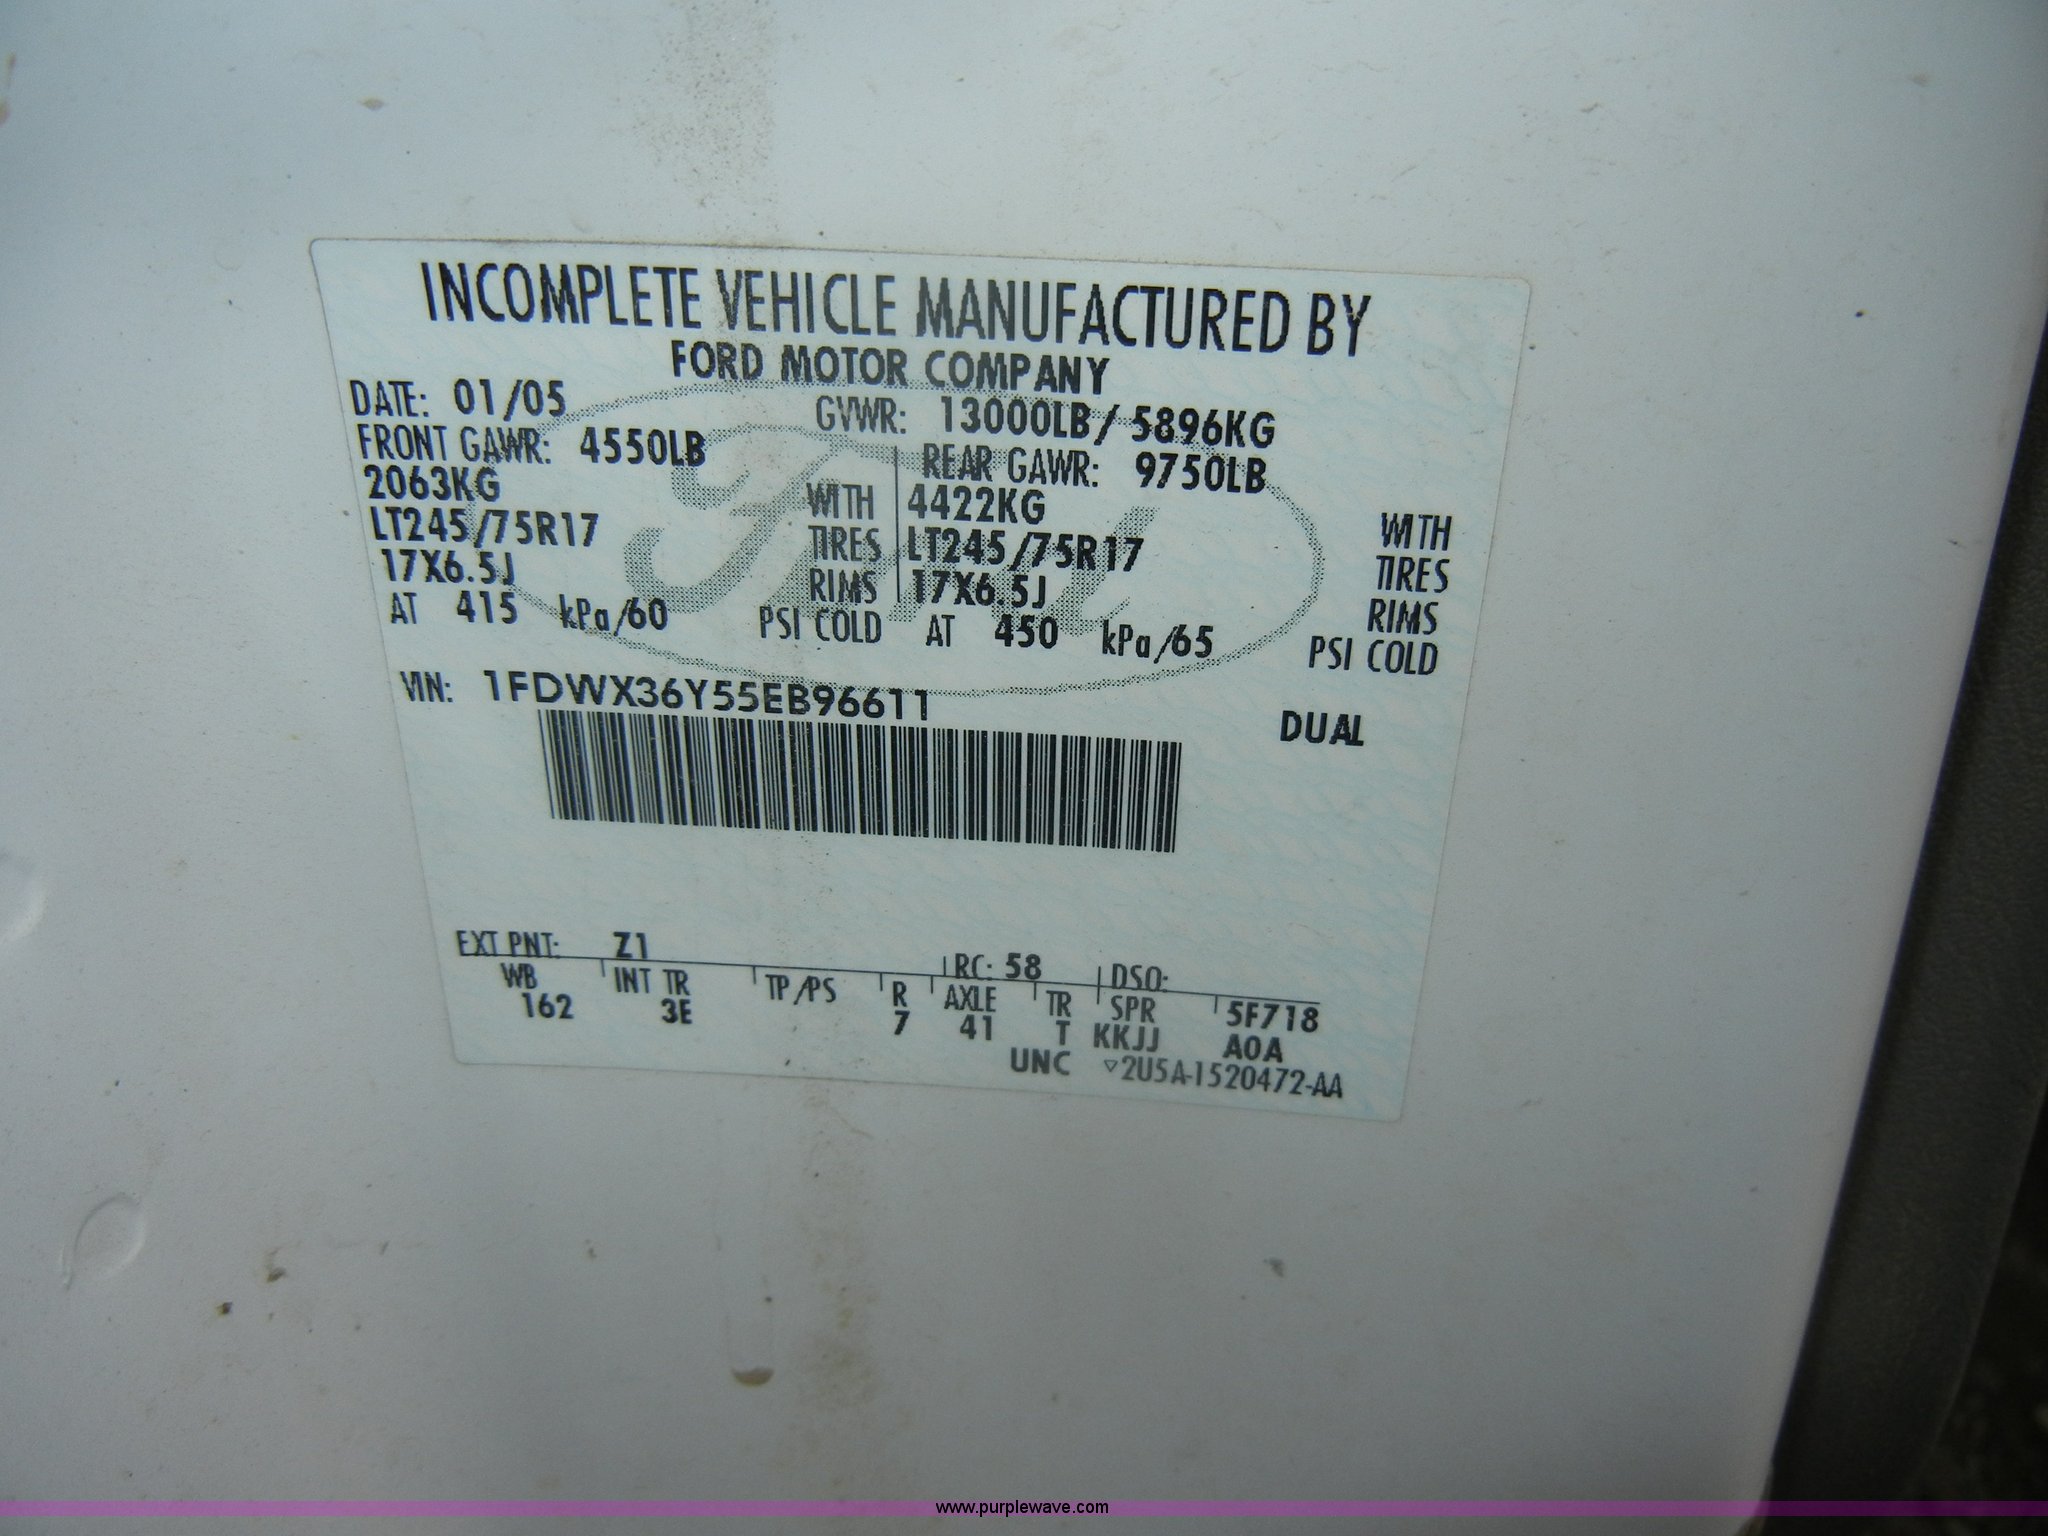 INCOMPLETE VEHICLE MANUFACTURED BY
FORD MOTOR COMPANY
DATE: 01/05 GVWR: 13000LB / 5896KG
FRONT GAWR: 4550LB REAR GAWR: 9750LB
2063KG WITH 4422KG WITH
LT245/75R17 TIRES LT245/75R17 TIRES
17X6.5J RIMS 17X6.5J RIMS
AT 415 kPa/60 PSI COLD AT 450 kPa/65 PSI COLD
VIN: 1FDWX36Y55EB96611
DUAL
EXT PNT: Z1 RC: 58 DSO:
WB INT TR TP/PS R AXLE TR SPR 5F718
162 3E 7 41 T KKJJ A0A
UNC ▽2U5A-1520472-AA
www.purplewave.com